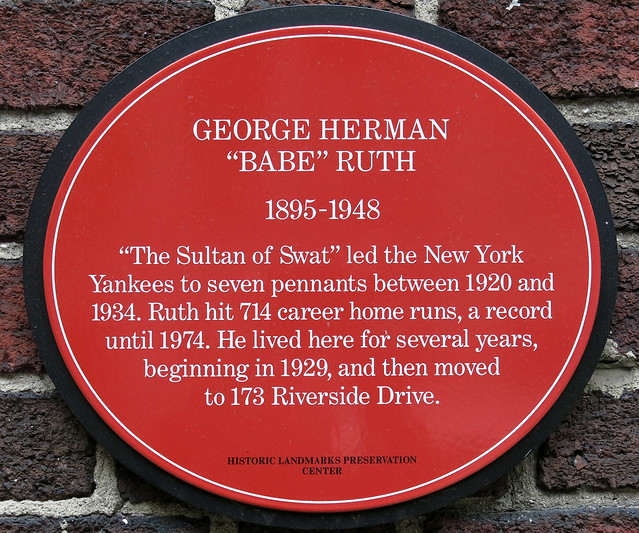 GEORGE HERMAN
“BABE” RUTH
1895-1948
“The Sultan of Swat” led the New York
Yankees to seven pennants between 1920 and
1934. Ruth hit 714 career home runs, a record
until 1974. He lived here for several years,
beginning in 1929, and then moved
to 173 Riverside Drive.
HISTORIC LANDMARKS PRESERVATION
CENTER